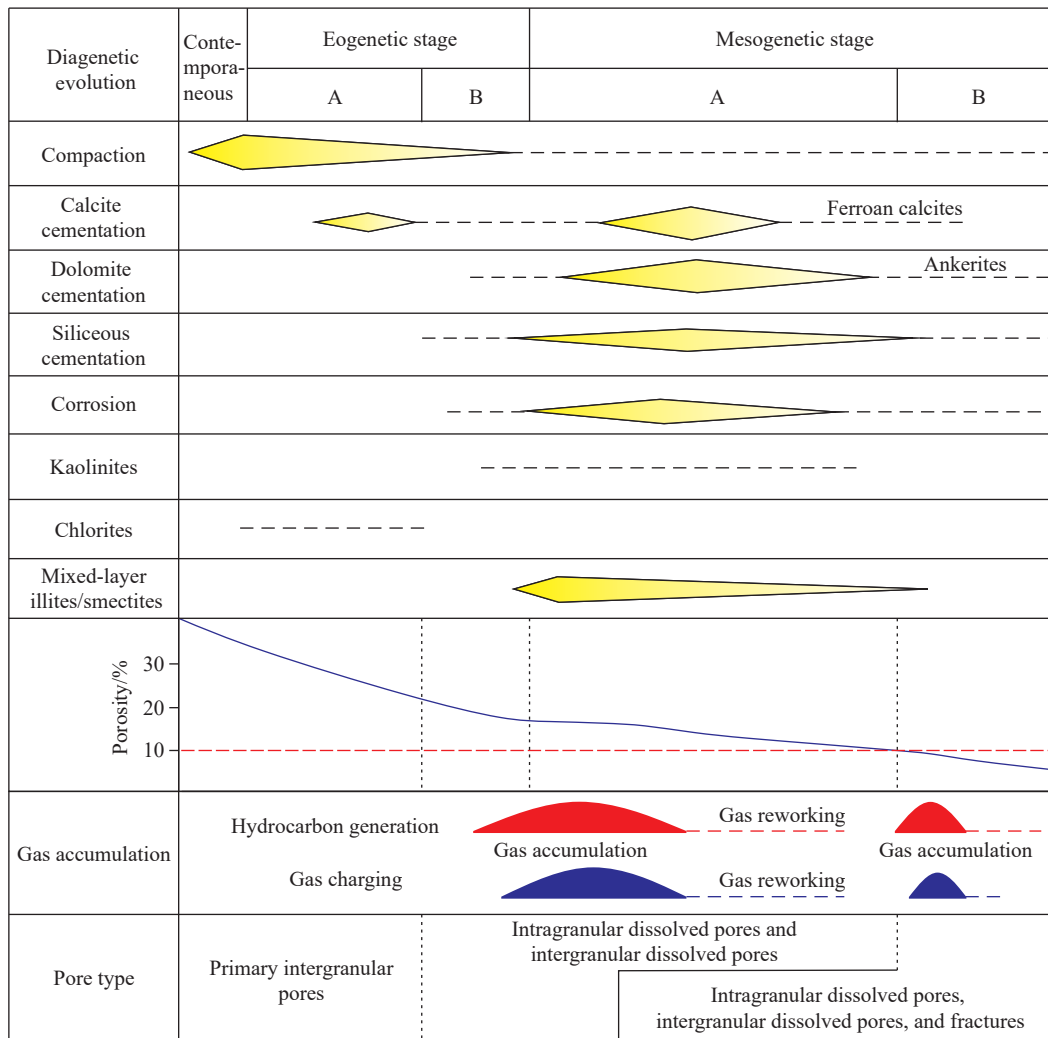 Diagenetic
evolution
Conte-
mpora-
neous
Eogenetic stage
Mesogenetic stage
A
B
A
B
Compaction
Calcite
cementation
Ferroan calcites
Dolomite
cementation
Ankerites
Siliceous
cementation
Corrosion
Kaolinites
Chlorites
Mixed-layer
illites/smectites
Porosity/%
30
20
10
Gas accumulation
Hydrocarbon generation
Gas reworking
Gas accumulation
Gas accumulation
Gas charging
Gas reworking
Pore type
Primary intergranular
pores
Intragranular dissolved pores and
intergranular dissolved pores
Intragranular dissolved pores,
intergranular dissolved pores, and fractures